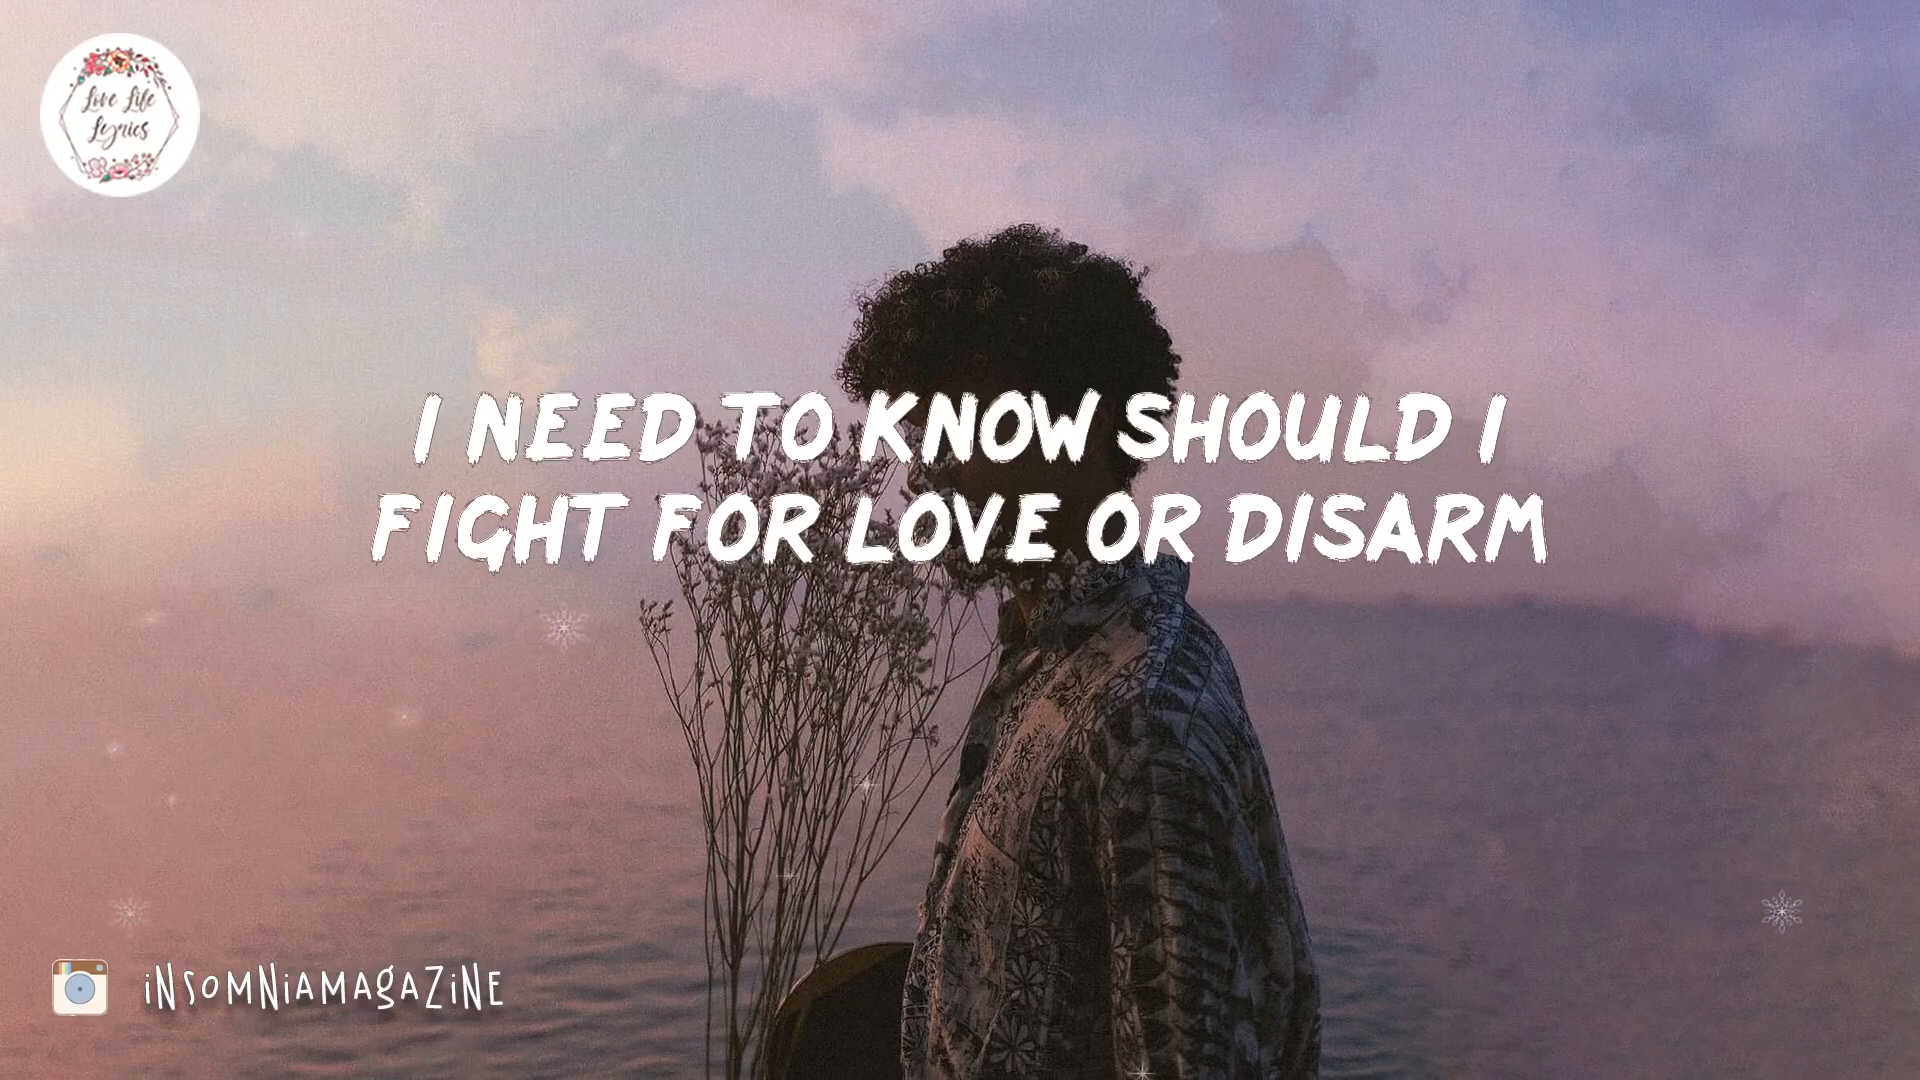 Love Life
Lyrics
I NEED TO KNOW SHOULD I
FIGHT FOR LOVE OR DISARM
iNSOMNiAMAGAZiNE